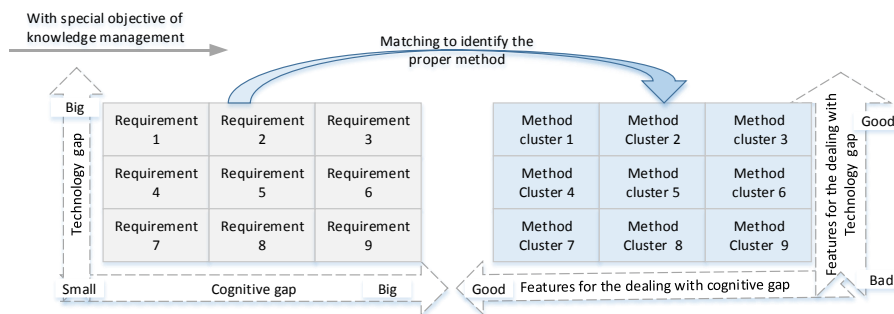 With special objective of
knowledge management
Matching to identify the
proper method
Big
Technology gap
Small
Requirement
1
Requirement
2
Requirement
3
Requirement
4
Requirement
5
Requirement
6
Requirement
7
Requirement
8
Requirement
9
Cognitive gap
Big
Method
cluster 1
Method
Cluster 2
Method
cluster 3
Method
Cluster 4
Method
cluster 5
Method
cluster 6
Method
Cluster 7
Method
Cluster 8
Method
Cluster 9
Good
Features for the dealing with cognitive gap
Features for the dealing with
Technology gap
Good
Bad